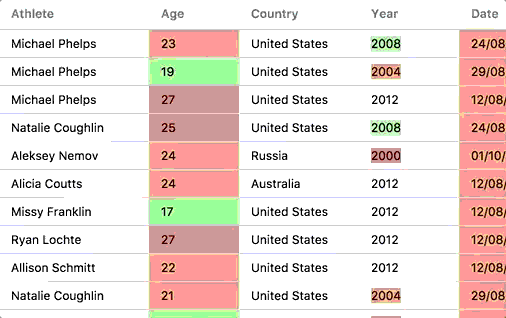 Athlete Age Country Year Date
Michael Phelps 23 United States 2008 24/08
Michael Phelps 19 United States 2004 29/08
Michael Phelps 27 United States 2012 12/08/
Natalie Coughlin 25 United States 2008 24/08
Aleksey Nemov 24 Russia 2000 01/10/
Alicia Coutts 24 Australia 2012 12/08/
Missy Franklin 17 United States 2012 12/08/
Ryan Lochte 27 United States 2012 12/08/
Allison Schmitt 22 United States 2012 12/08/
Natalie Coughlin 21 United States 2004 29/08